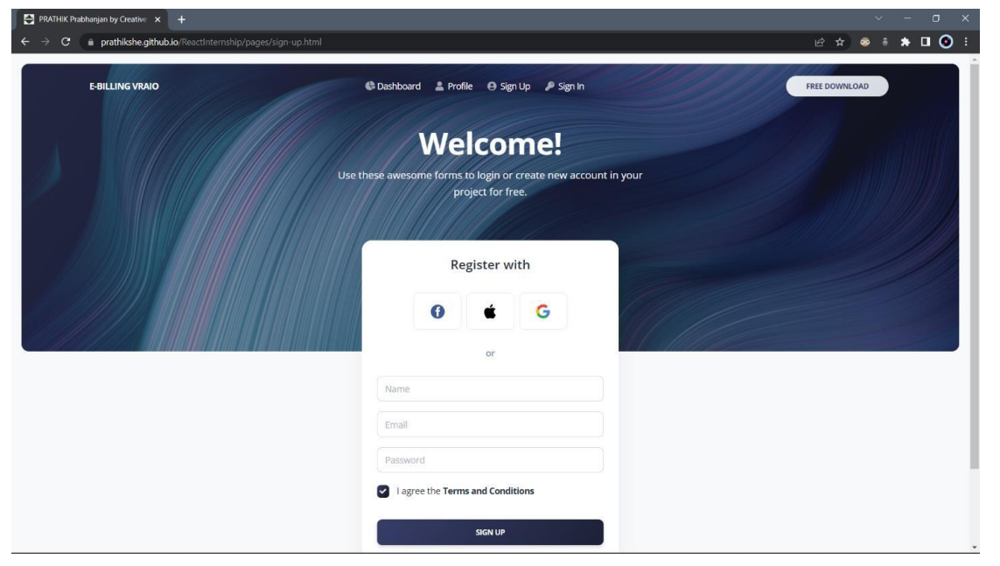 PRATHIK Prabhanjan by Creative
prathikshe.github.io/ReactInternship/pages/sign-up.html
E-BILLING VRAIO Dashboard Profile Sign Up Sign In FREE DOWNLOAD
Welcome!
Use these awesome forms to login or create new account in your
project for free.
Register with
or
Name
Email
Password
I agree the Terms and Conditions
SIGN UP